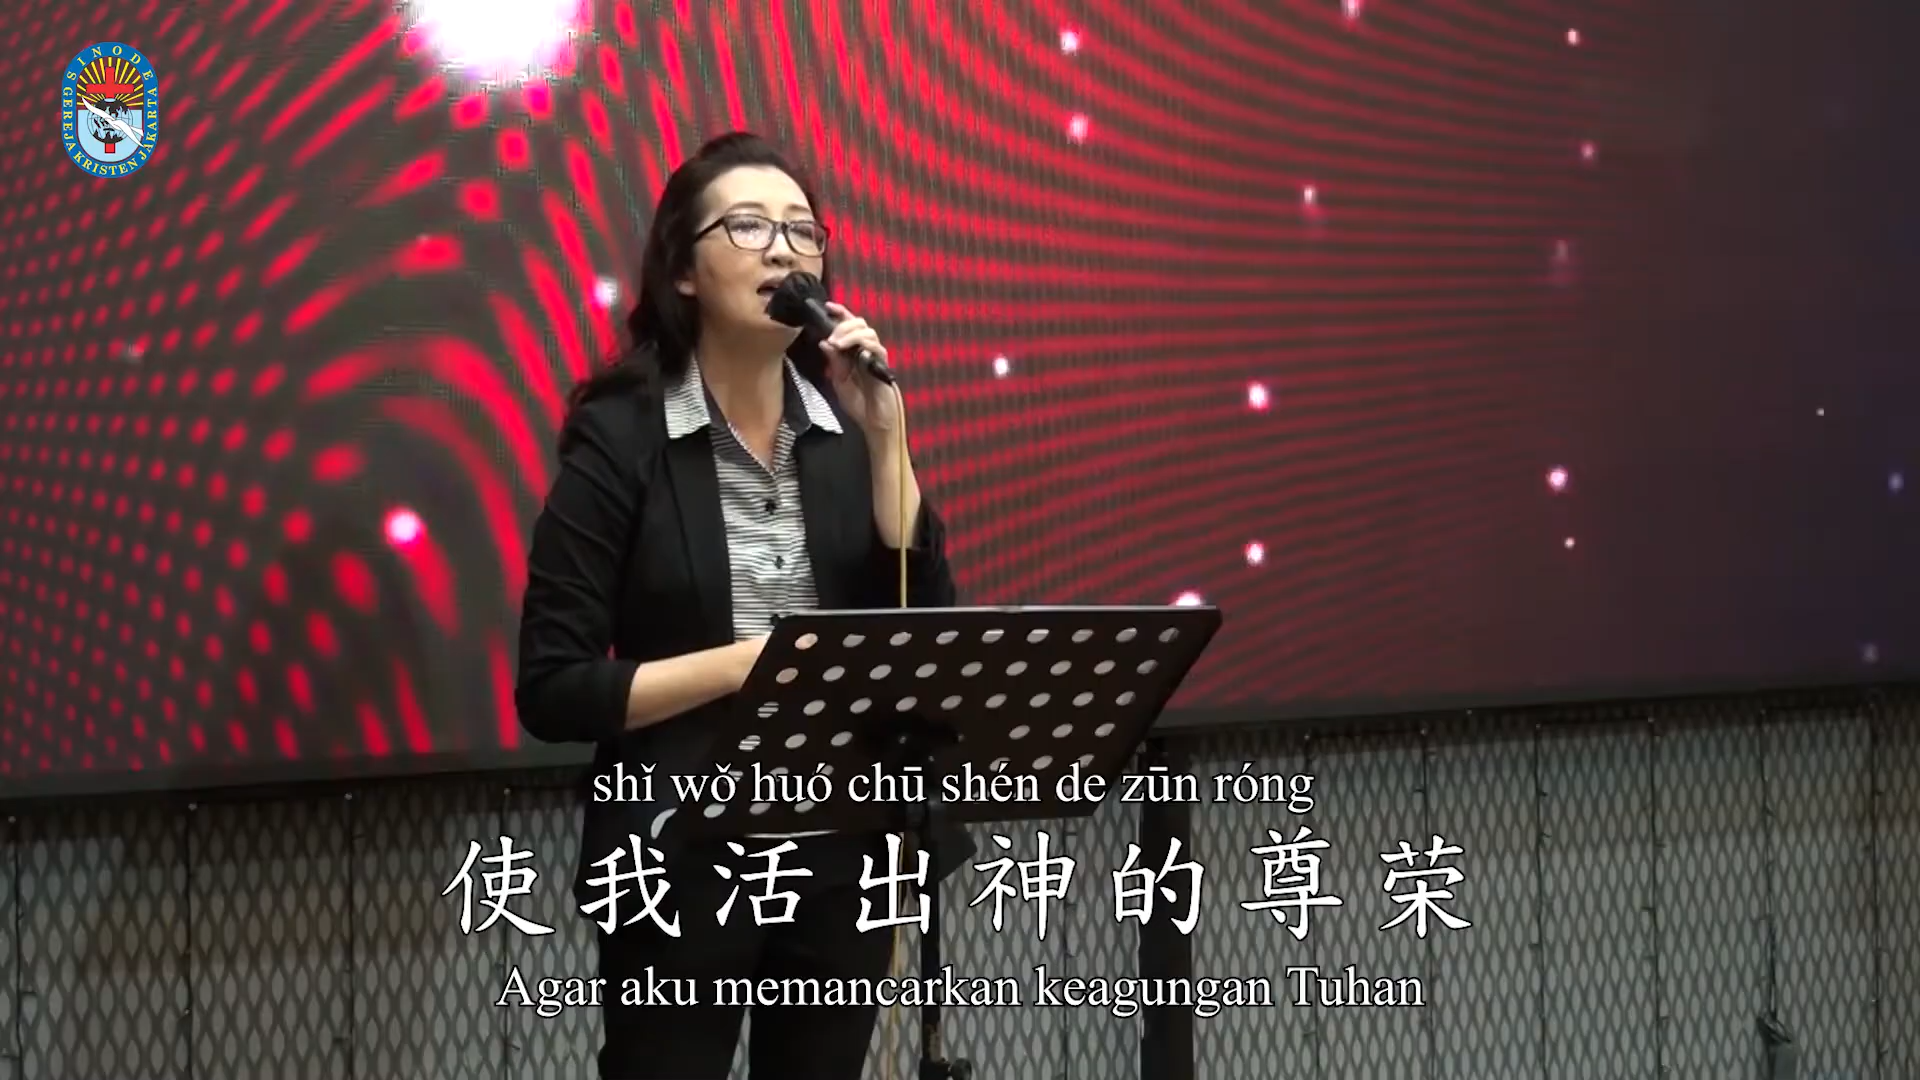 SINODE
GEREJA KRISTEN JAKARTA
shǐ wǒ huó chū shén de zūn róng
使我活出神的尊荣
Agar aku memancarkan keagungan Tuhan